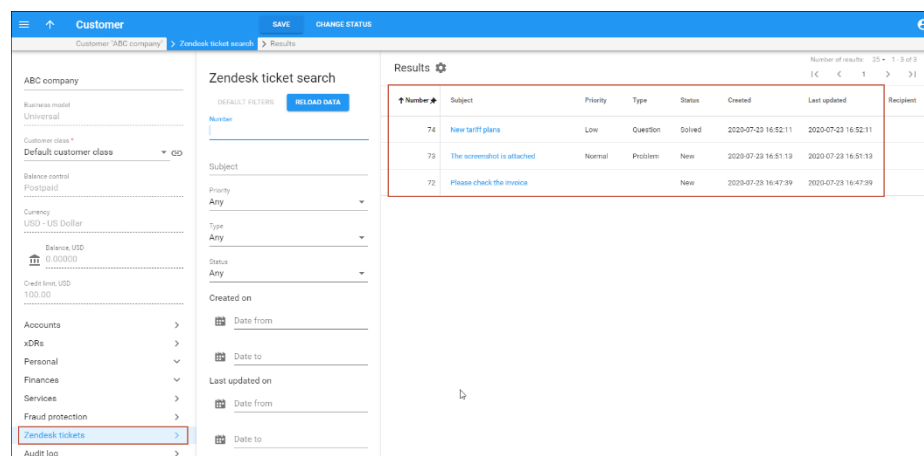 Customer SAVE CHANGE STATUS
Customer 'ABC company' > Zendesk ticket search > Results
ABC company
Business model
Universal
Customer class *
Default customer class
Balance control
Postpaid
Currency
USD - US Dollar
Balance, USD
0.00000
Credit limit, USD
100.00
Accounts
xDRs
Personal
Finances
Services
Fraud protection
Zendesk tickets
Audit log
Zendesk ticket search
DEFAULT FILTERS RELOAD DATA
Number
Subject
Priority
Any
Type
Any
Status
Any
Created on
Date from
Date to
Last updated on
Date from
Date to
Results
Number of results: 25 1 - 3 of 3
1
Number Subject Priority Type Status Created Last updated Recipient
74 New tariff plans Low Question Solved 2020-07-23 16:52:11 2020-07-23 16:52:11
73 The screenshot is attached Normal Problem New 2020-07-23 16:51:13 2020-07-23 16:51:13
72 Please check the invoice New 2020-07-23 16:47:39 2020-07-23 16:47:39